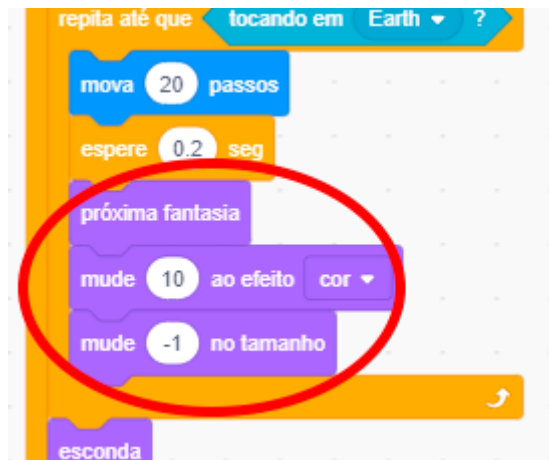 repita até que tocando em Earth ?
mova 20 passos
espere 0.2 seg
próxima fantasia
mude 10 ao efeito cor
mude -1 no tamanho
esconda